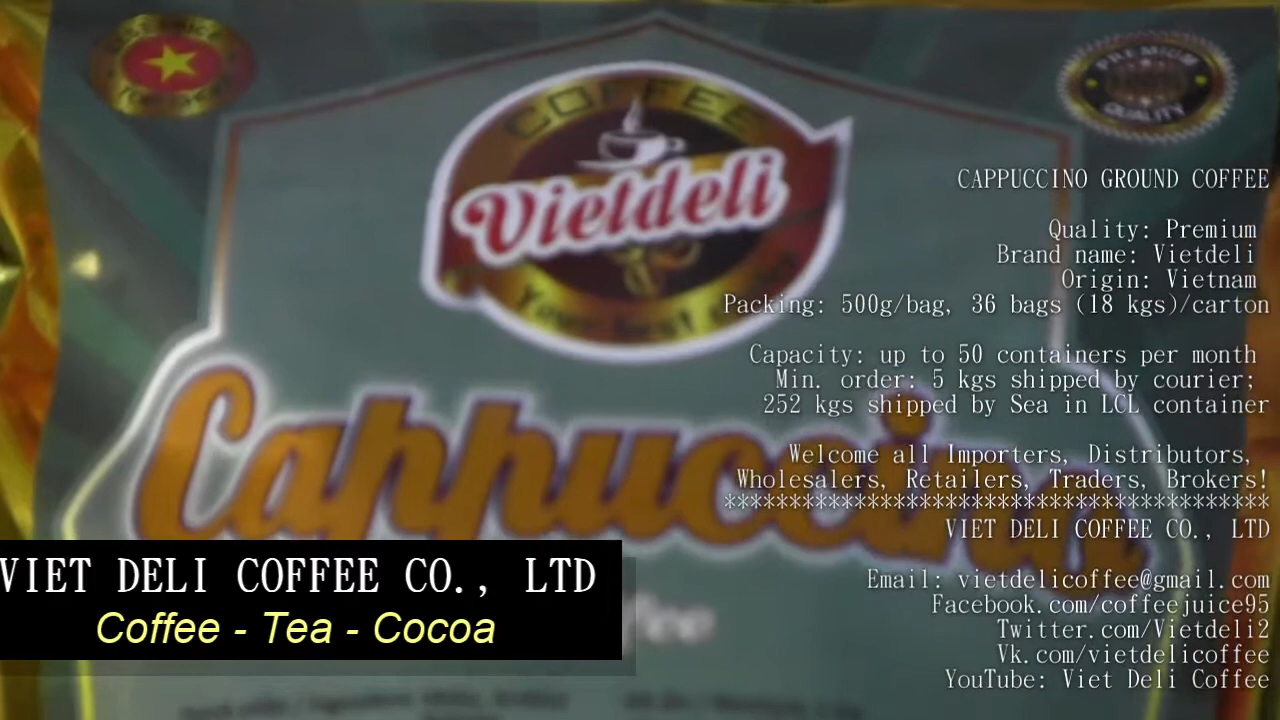 PREMIUM
QUALITY
COFFEE
Vietdeli
Your best
Cappuccino
CAPPUCCINO GROUND COFFEE
Quality: Premium
Brand name: Vietdeli
Origin: Vietnam
Packing: 500g/bag, 36 bags (18 kgs)/carton
Capacity: up to 50 containers per month
Min. order: 5 kgs shipped by courier;
252 kgs shipped by Sea in LCL container
Welcome all Importers, Distributors,
Wholesalers, Retailers, Traders, Brokers!
******************************************
VIET DELI COFFEE CO., LTD
Email: vietdelicoffee@gmail.com
Facebook.com/coffeejuice95
Twitter.com/Vietdeli2
Vk.com/vietdelicoffee
YouTube: Viet Deli Coffee
VIET DELI COFFEE CO., LTD
Coffee - Tea - Cocoa